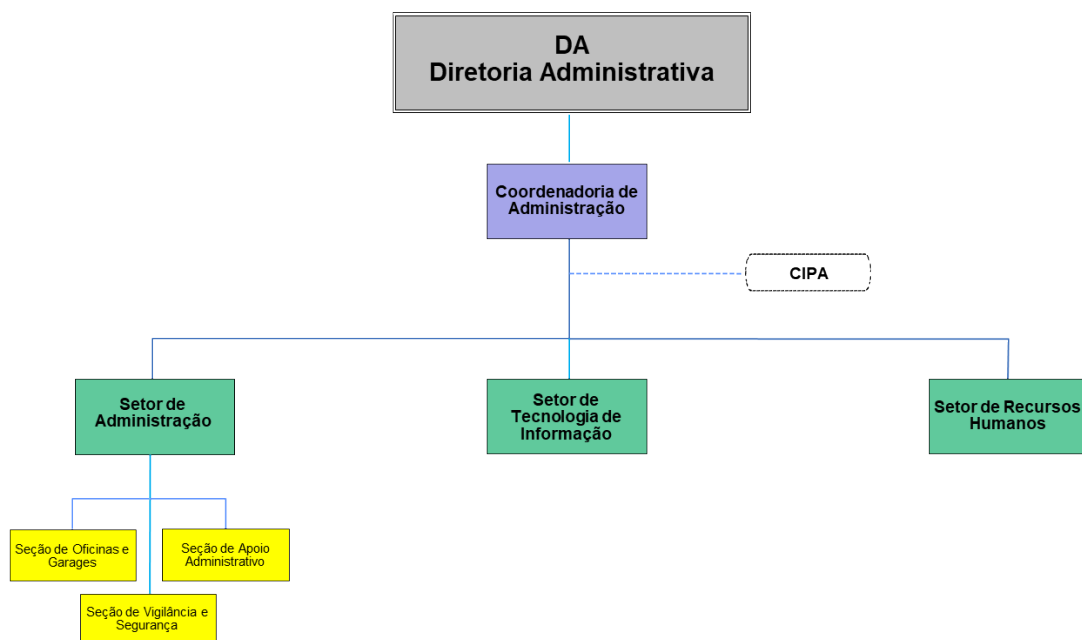 DA
Diretoria Administrativa
Coordenadoria de
Administração
CIPA
Setor de
Administração
Setor de
Tecnologia de
Informação
Setor de Recursos
Humanos
Seção de Oficinas e
Garages
Seção de Apoio
Administrativo
Seção de Vigilância e
Segurança